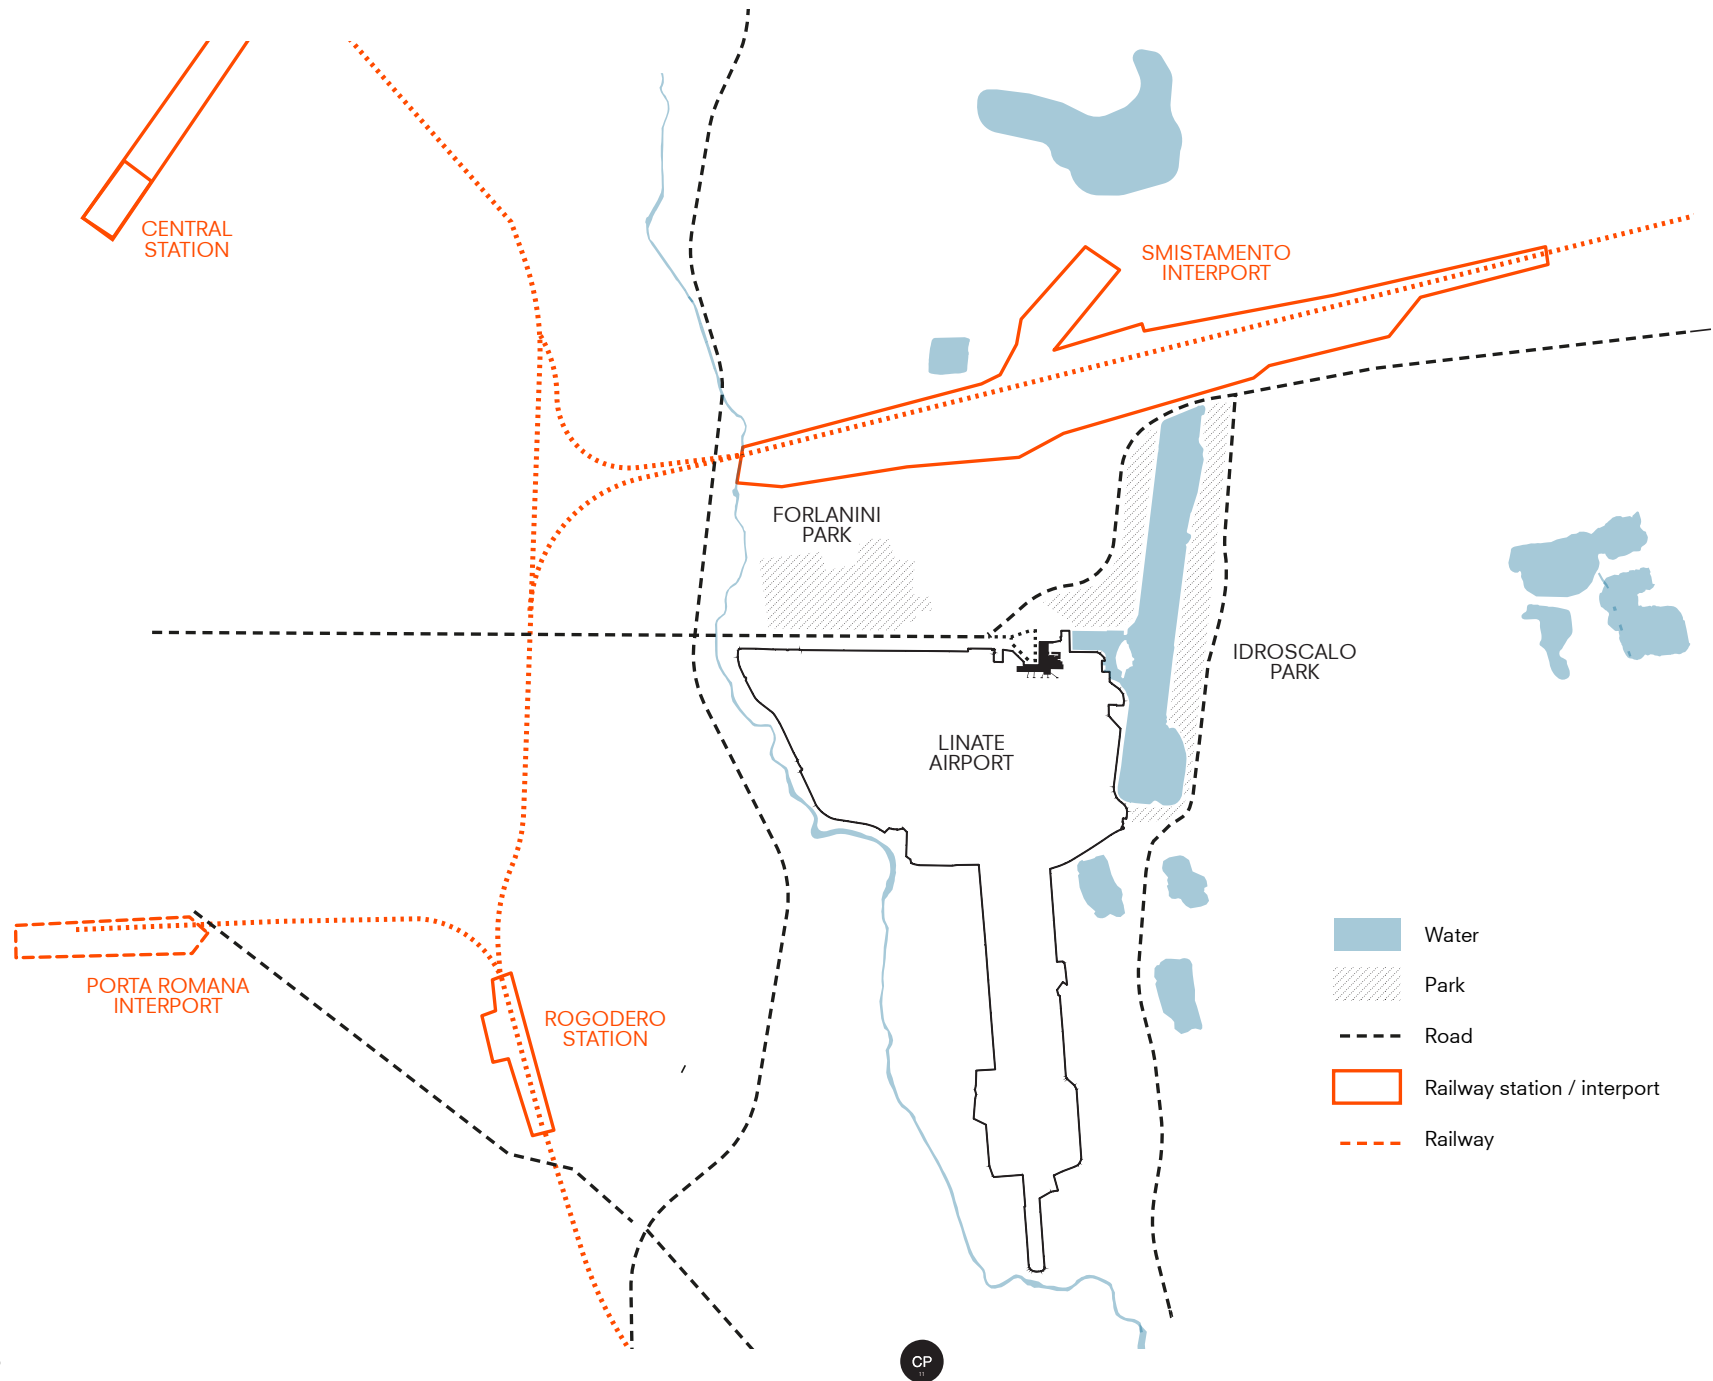 CENTRAL
STATION
SMISTAMENTO
INTERPORT
FORLANINI
PARK
IDROSCALO
PARK
LINATE
AIRPORT
PORTA ROMANA
INTERPORT
ROGODERO
STATION
Water
Park
Road
Railway station / interport
Railway
CP
11